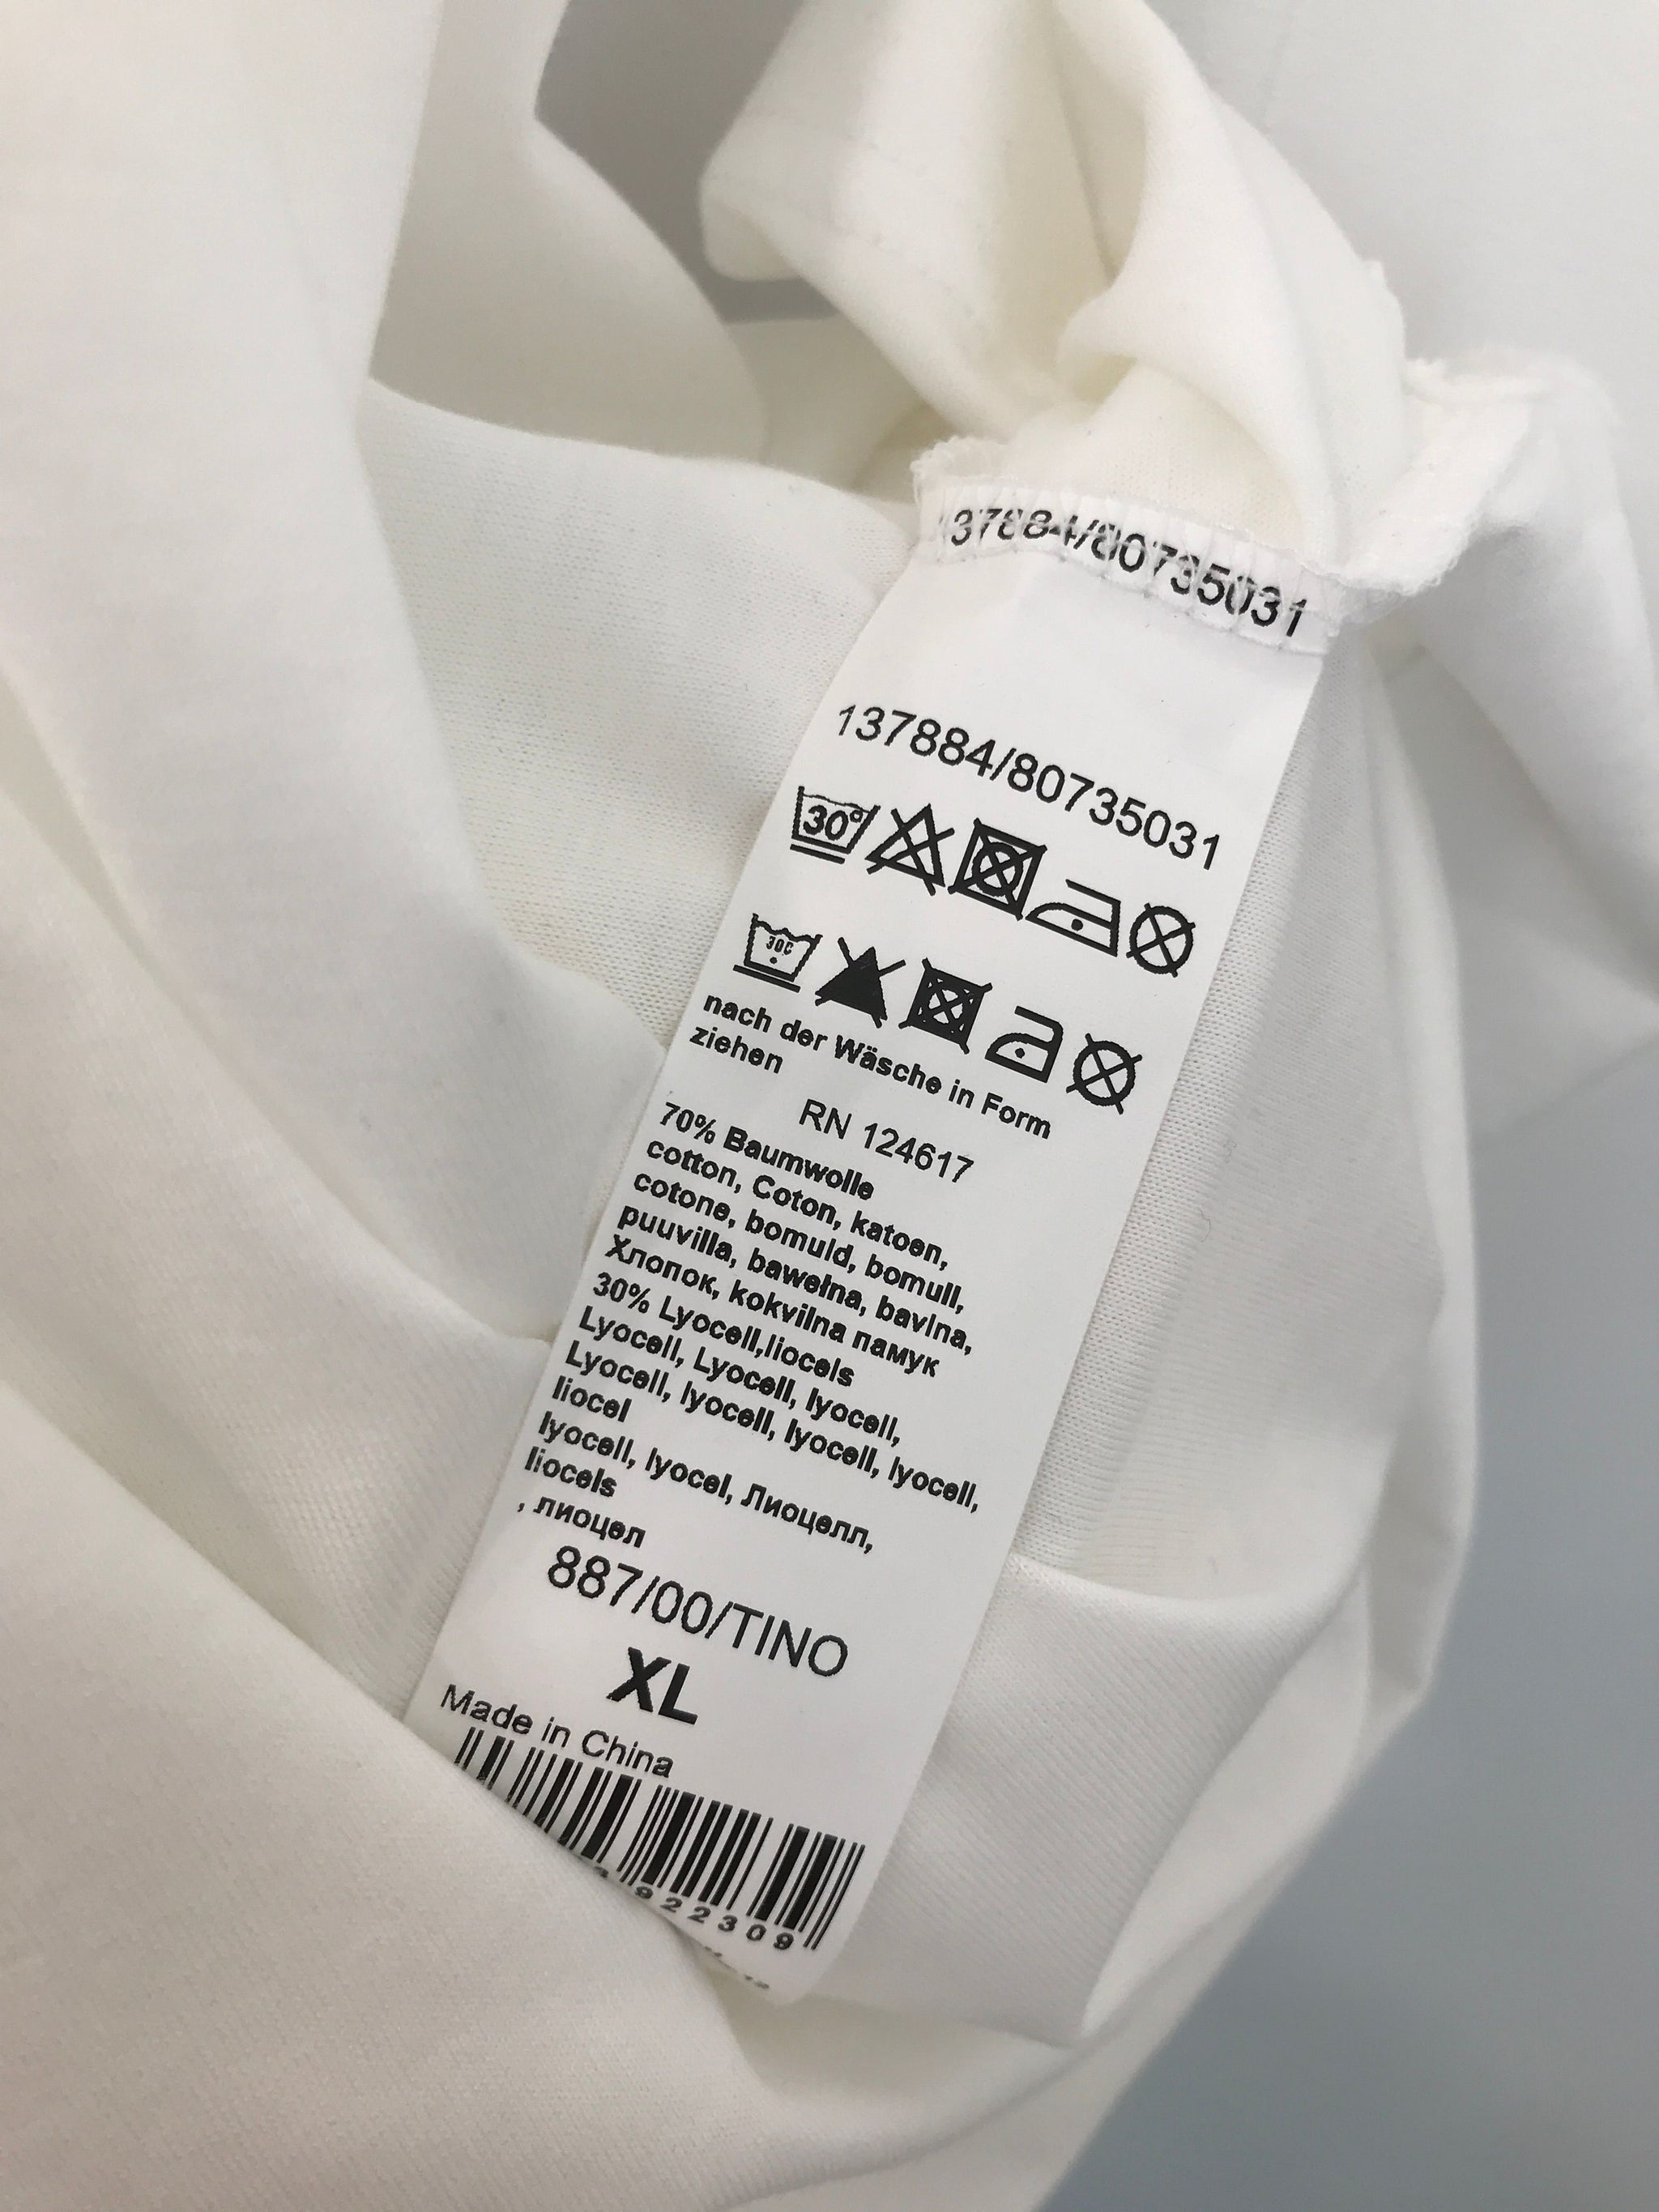 37884/80735031
137884/80735031
30°
30C
nach der Wäsche in Form
ziehen
RN 124617
70% Baumwolle
cotton, Coton, katoen,
cotone, bomuld, bomull,
puuvilla, bawełna, bavlna,
Хлопок, kokvilna памук
30% Lyocell,liocels
Lyocell, Lyocell, lyocell,
Lyocell, lyocell, lyocell, lyocell,
liocel
lyocell, lyocel, Лиоцелл,
liocels
, лиоцел
887/00/TINO
XL
Made in China
922309